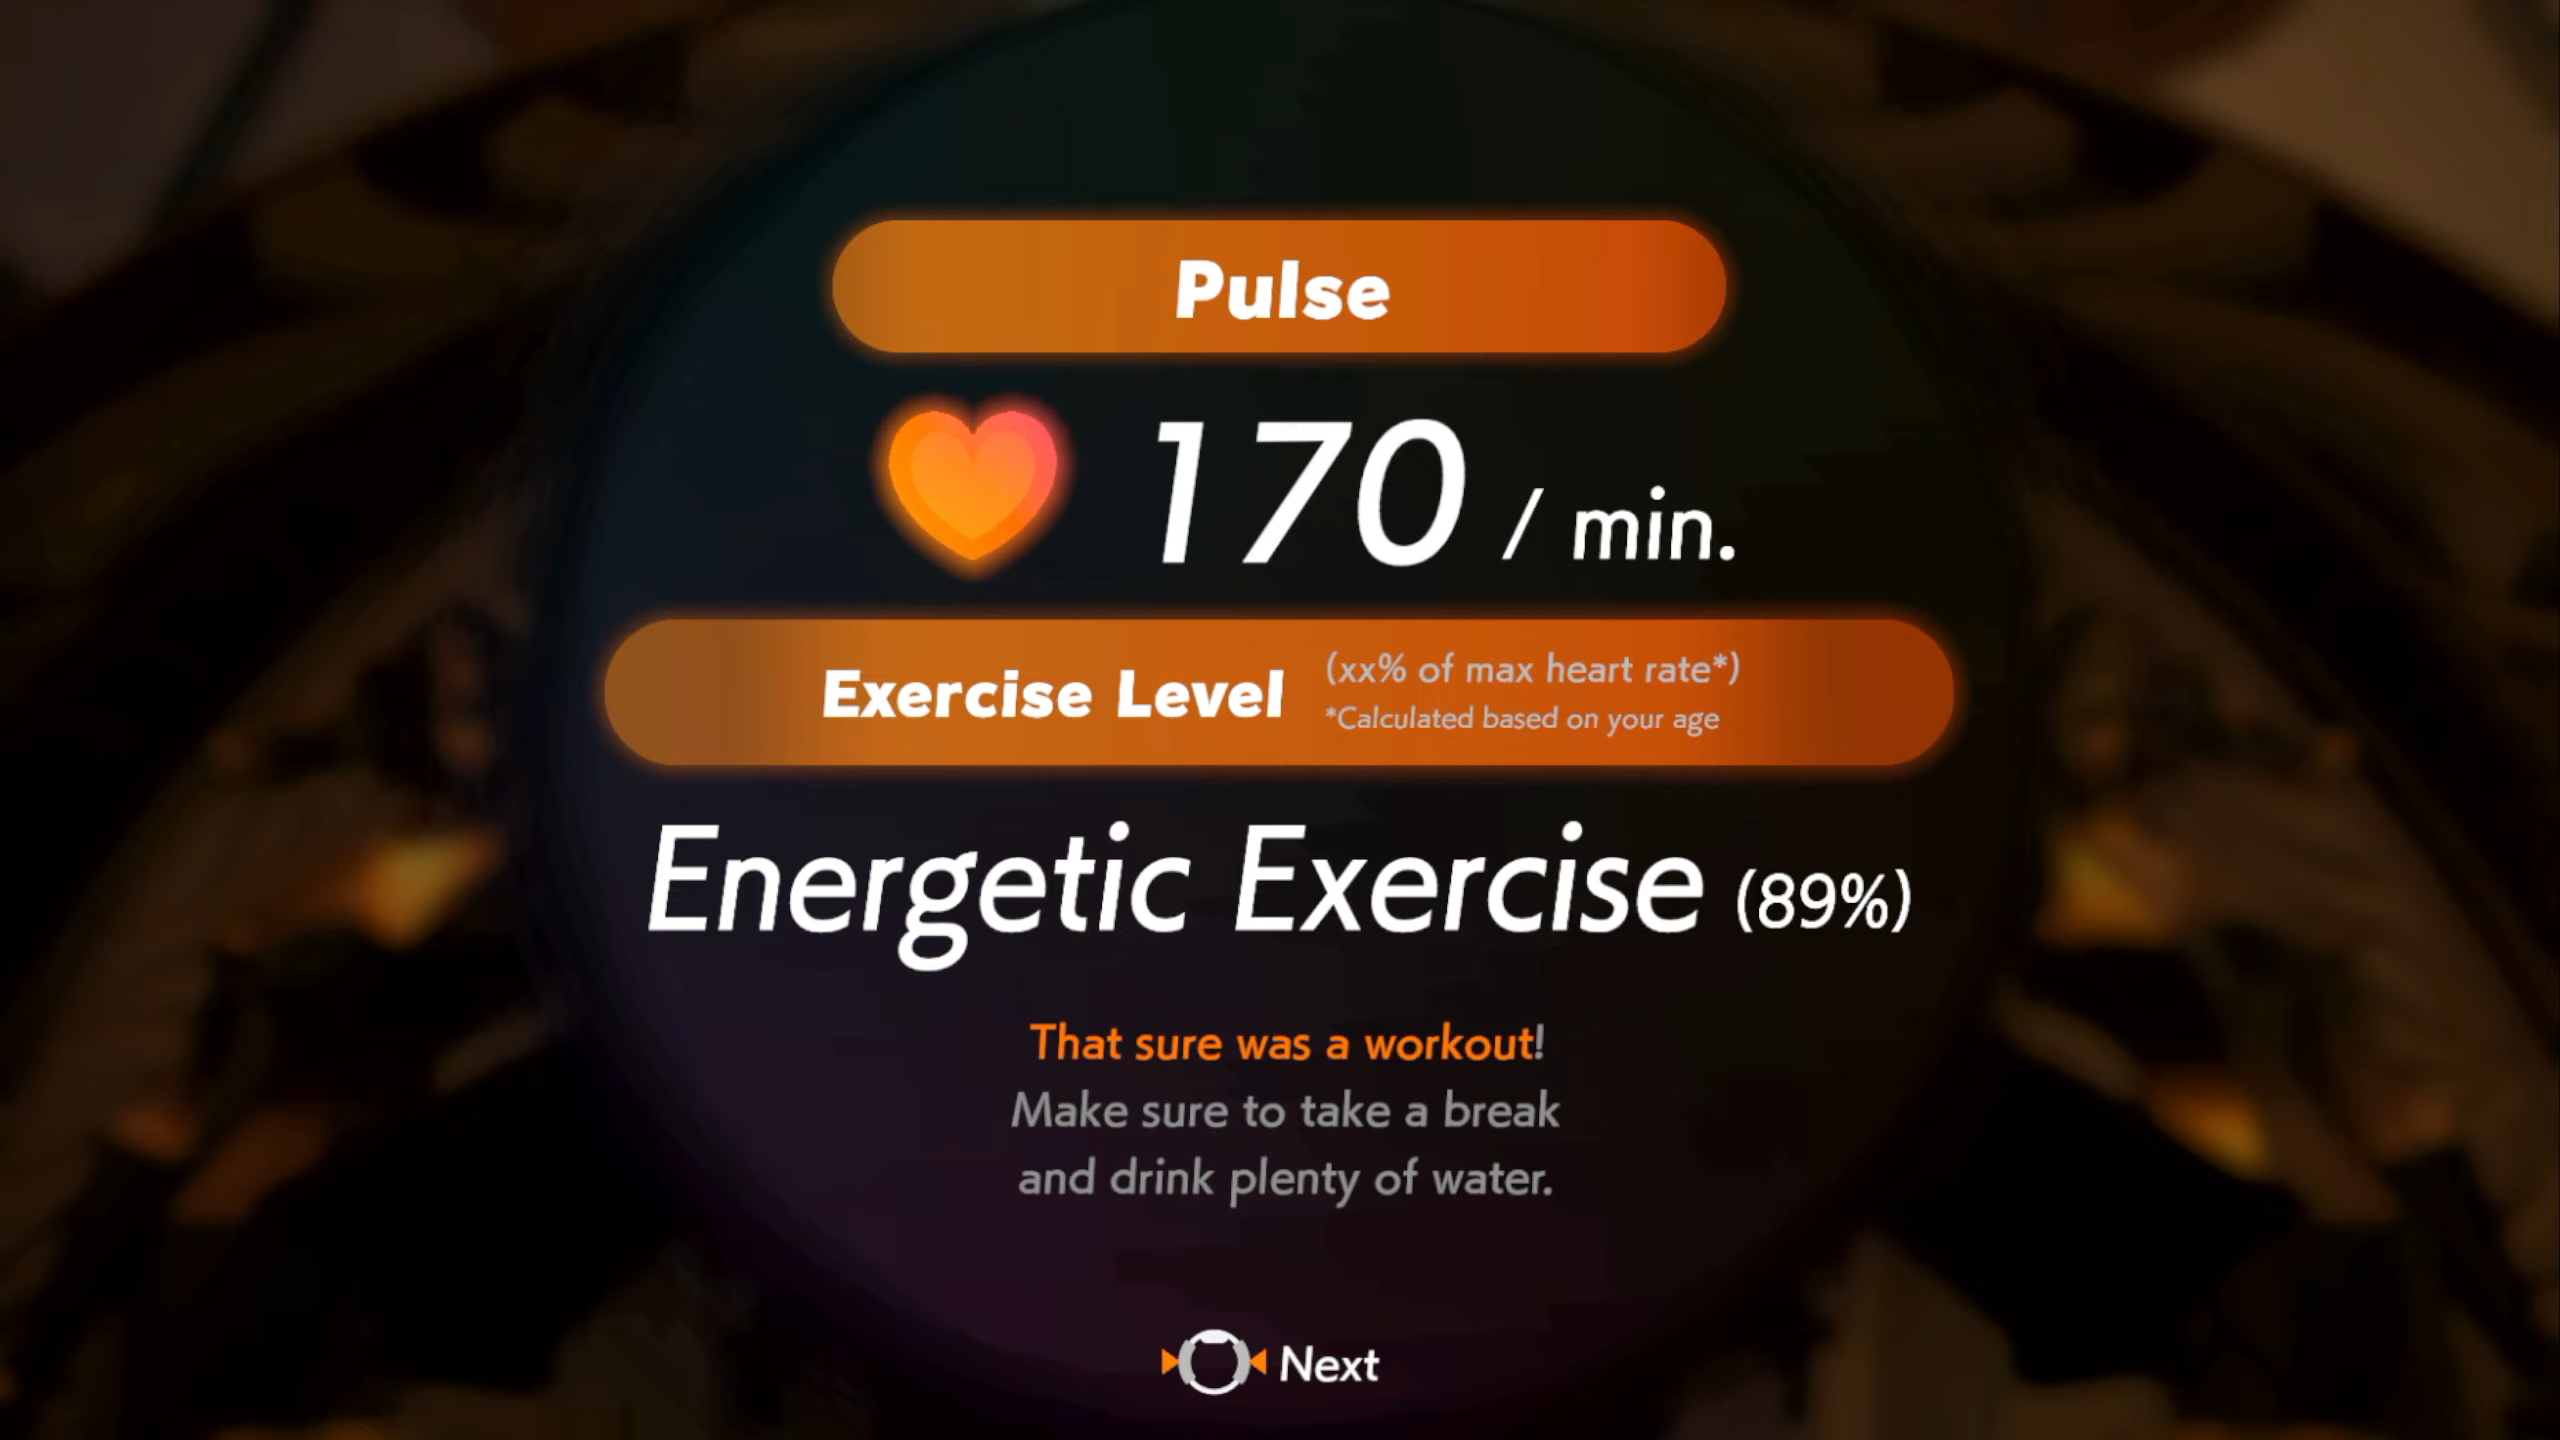 Pulse
170 / min.
Exercise Level (xx% of max heart rate*)
*Calculated based on your age
Energetic Exercise (89%)
That sure was a workout!
Make sure to take a break
and drink plenty of water.
Next